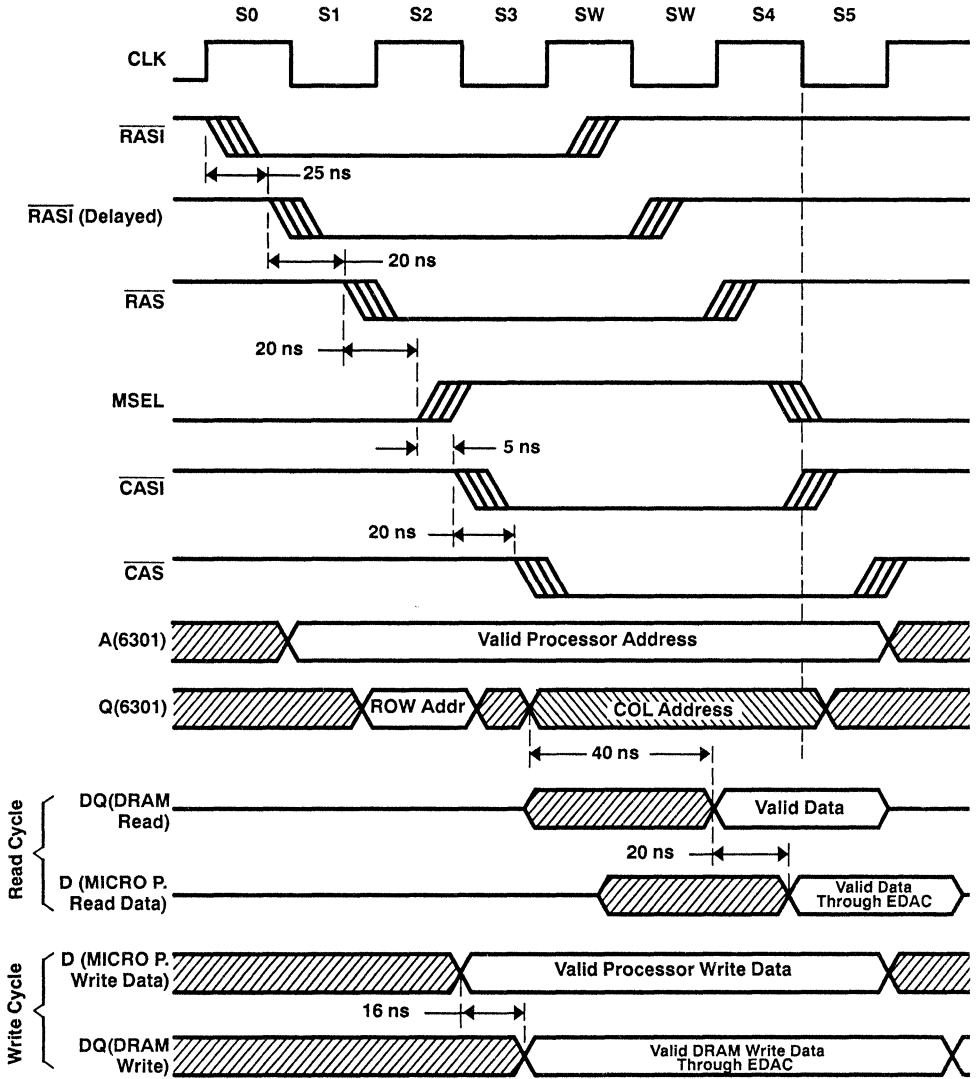 S0 S1 S2 S3 SW SW S4 S5
CLK
RASI
25 ns
RASI (Delayed)
20 ns
RAS
20 ns
MSEL
5 ns
CASI
20 ns
CAS
A(6301) Valid Processor Address
Q(6301) ROW Addr COL Address
40 ns
Read Cycle
DQ(DRAM
Read)
Valid Data
20 ns
D (MICRO P.
Read Data)
Valid Data
Through EDAC
Write Cycle
D (MICRO P.
Write Data)
Valid Processor Write Data
16 ns
DQ(DRAM
Write)
Valid DRAM Write Data
Through EDAC